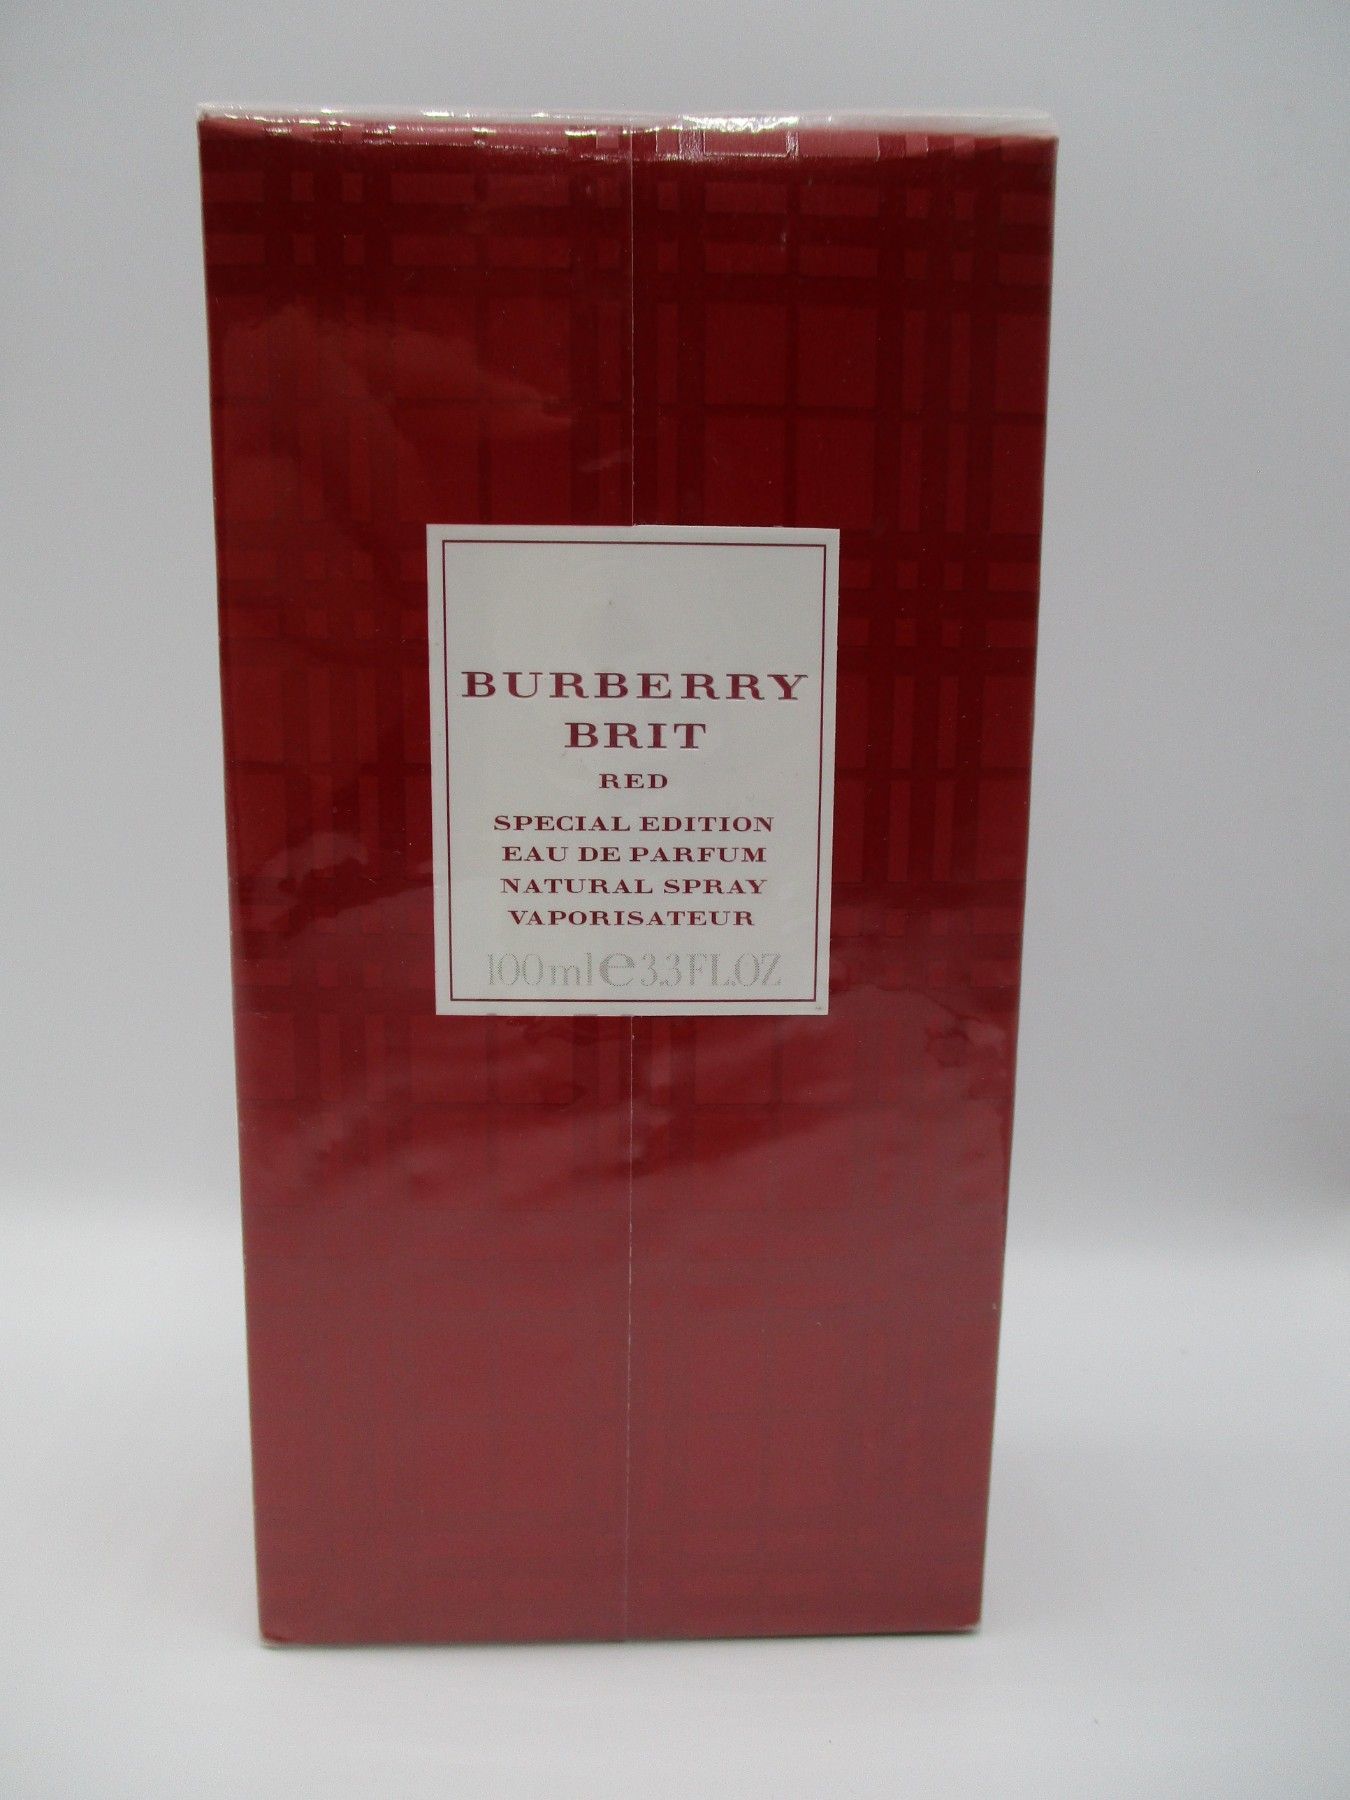 BURBERRY
BRIT
RED
SPECIAL EDITION
EAU DE PARFUM
NATURAL SPRAY
VAPORISATEUR
100ml℮3.3FL.OZ